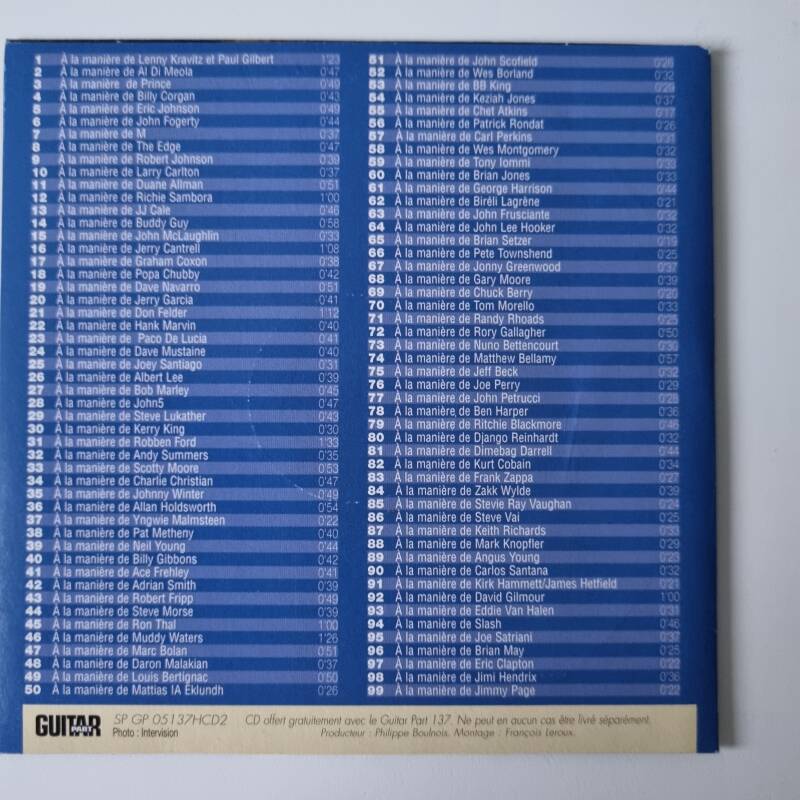 1 À la manière de Lenny Kravitz et Paul Gilbert 1'23
2 À la manière de Al Di Meola 0'47
3 À la manière de Prince 0'49
4 À la manière de Billy Corgan 0'43
5 À la manière de Eric Johnson 0'49
6 À la manière de John Fogerty 0'44
7 À la manière de M 0'37
8 À la manière de The Edge 0'47
9 À la manière de Robert Johnson 0'39
10 À la manière de Larry Carlton 0'37
11 À la manière de Duane Allman 0'51
12 À la manière de Richie Sambora 1'00
13 À la manière de JJ Cale 0'46
14 À la manière de Buddy Guy 0'58
15 À la manière de John McLaughlin 0'33
16 À la manière de Jerry Cantrell 1'08
17 À la manière de Graham Coxon 0'38
18 À la manière de Popa Chubby 0'42
19 À la manière de Dave Navarro 0'51
20 À la manière de Jerry Garcia 0'41
21 À la manière de Don Felder 1'12
22 À la manière de Hank Marvin 0'40
23 À la manière de Paco De Lucia 0'41
24 À la manière de Dave Mustaine 0'40
25 À la manière de Joey Santiago 0'31
26 À la manière de Albert Lee 0'39
27 À la manière de Bob Marley 0'45
28 À la manière de John5 0'47
29 À la manière de Steve Lukather 0'43
30 À la manière de Kerry King 0'30
31 À la manière de Robben Ford 1'33
32 À la manière de Andy Summers 0'35
33 À la manière de Scotty Moore 0'53
34 À la manière de Charlie Christian 0'47
35 À la manière de Johnny Winter 0'49
36 À la manière de Allan Holdsworth 0'54
37 À la manière de Yngwie Malmsteen 0'22
38 À la manière de Pat Metheny 0'40
39 À la manière de Neil Young 0'44
40 À la manière de Billy Gibbons 0'42
41 À la manière de Ace Frehley 0'41
42 À la manière de Adrian Smith 0'39
43 À la manière de Robert Fripp 0'49
44 À la manière de Steve Morse 0'39
45 À la manière de Ron Thal 1'00
46 À la manière de Muddy Waters 1'26
47 À la manière de Marc Bolan 0'51
48 À la manière de Daron Malakian 0'37
49 À la manière de Louis Bertignac 0'50
50 À la manière de Mattias IA Eklundh 0'26
51 À la manière de John Scofield 0'26
52 À la manière de Wes Borland 0'32
53 À la manière de BB King 0'29
54 À la manière de Keziah Jones 0'37
55 À la manière de Chet Atkins 0'17
56 À la manière de Patrick Rondat 0'26
57 À la manière de Carl Perkins
58 À la manière de Wes Montgomery 0'32
59 À la manière de Tony Iommi 0'33
60 À la manière de Brian Jones 0'33
61 À la manière de George Harrison 0'44
62 À la manière de Biréli Lagrène 0'21
63 À la manière de John Frusciante 0'32
64 À la manière de John Lee Hooker 0'32
65 À la manière de Brian Setzer 0'19
66 À la manière de Pete Townshend 0'25
67 À la manière de Jonny Greenwood 0'37
68 À la manière de Gary Moore 0'39
69 À la manière de Chuck Berry
70 À la manière de Tom Morello 0'33
71 À la manière de Randy Rhoads 0'25
72 À la manière de Rory Gallagher 0'50
73 À la manière de Nuno Bettencourt 0'30
74 À la manière de Matthew Bellamy 0'57
75 À la manière de Jeff Beck 0'32
76 À la manière de Joe Perry 0'29
77 À la manière de John Petrucci 0'28
78 À la manière de Ben Harper 0'36
79 À la manière de Ritchie Blackmore 0'46
80 À la manière de Django Reinhardt 0'32
81 À la manière de Dimebag Darrell 0'44
82 À la manière de Kurt Cobain 0'34
83 À la manière de Frank Zappa 0'27
84 À la manière de Zakk Wylde 0'39
85 À la manière de Stevie Ray Vaughan 0'24
86 À la manière de Steve Vai 0'25
87 À la manière de Keith Richards 0'33
88 À la manière de Mark Knopfler 0'29
89 À la manière de Angus Young 0'23
90 À la manière de Carlos Santana 0'32
91 À la manière de Kirk Hammett/James Hetfield 0'21
92 À la manière de David Gilmour 1'00
93 À la manière de Eddie Van Halen 0'31
94 À la manière de Slash 0'46
95 À la manière de Joe Satriani 0'37
96 À la manière de Brian May 0'25
97 À la manière de Eric Clapton 0'22
98 À la manière de Jimi Hendrix 0'36
99 À la manière de Jimmy Page 0'22
GUITAR PART
SP GP 05137HCD2
Photo : Intervision
CD offert gratuitement avec le Guitar Part 137. Ne peut en aucun cas être livré séparément.
Producteur : Philippe Boulnois. Montage : François Leroux.